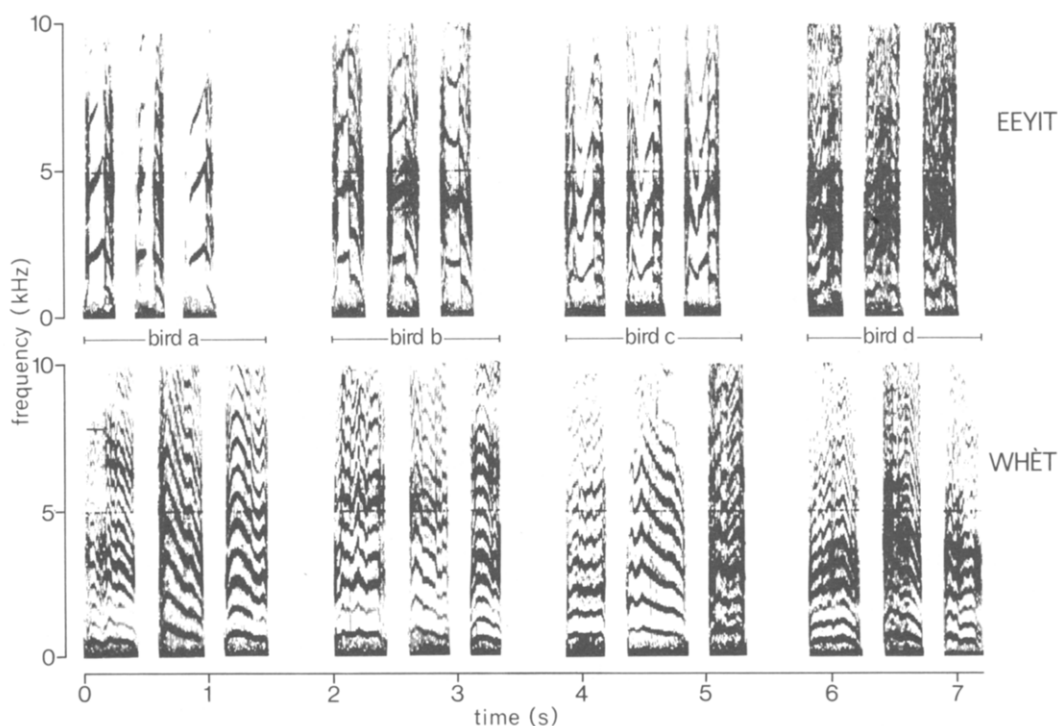 10
5
0
EEYIT
bird a
bird b
bird c
bird d
frequency (kHz)
10
5
0
WHÈT
0 1 2 3 4 5 6 7
time (s)